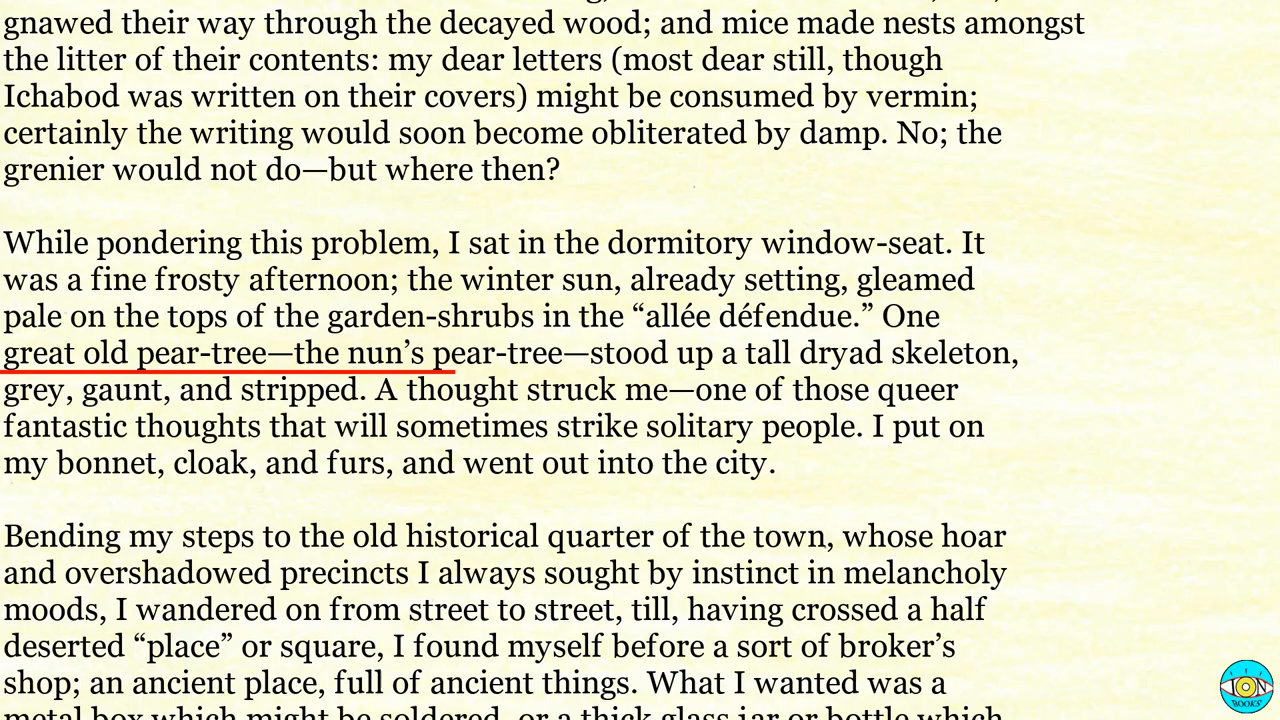 gnawed their way through the decayed wood; and mice made nests amongst
the litter of their contents: my dear letters (most dear still, though
Ichabod was written on their covers) might be consumed by vermin;
certainly the writing would soon become obliterated by damp. No; the
grenier would not do—but where then?
While pondering this problem, I sat in the dormitory window-seat. It
was a fine frosty afternoon; the winter sun, already setting, gleamed
pale on the tops of the garden-shrubs in the “allée défendue.” One
great old pear-tree—the nun’s pear-tree—stood up a tall dryad skeleton,
grey, gaunt, and stripped. A thought struck me—one of those queer
fantastic thoughts that will sometimes strike solitary people. I put on
my bonnet, cloak, and furs, and went out into the city.
Bending my steps to the old historical quarter of the town, whose hoar
and overshadowed precincts I always sought by instinct in melancholy
moods, I wandered on from street to street, till, having crossed a half
deserted “place” or square, I found myself before a sort of broker’s
shop; an ancient place, full of ancient things. What I wanted was a
metal box which might be soldered, or a thick glass jar or bottle which
ION
BOOKS